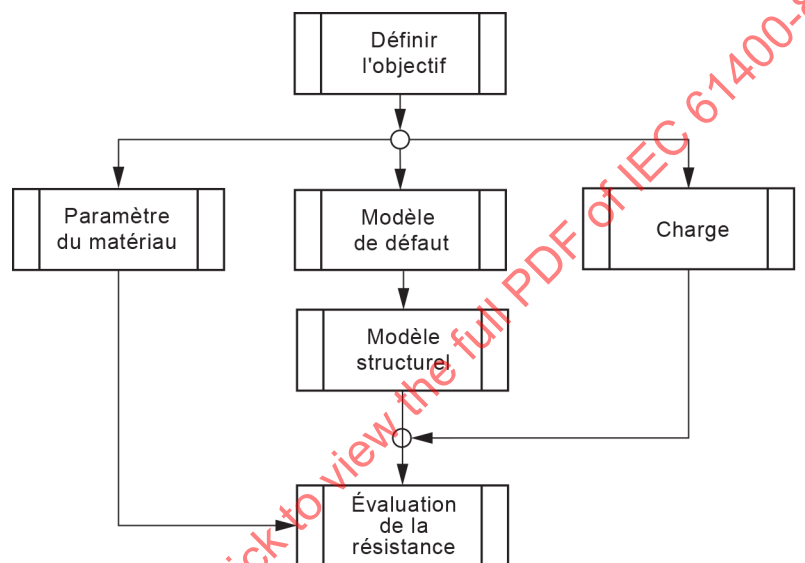 Définir
l'objectif
Paramètre
du matériau
Modèle
de défaut
Charge
Modèle
structurel
Évaluation
de la
résistance
to view the full PDF of IEC 61400-